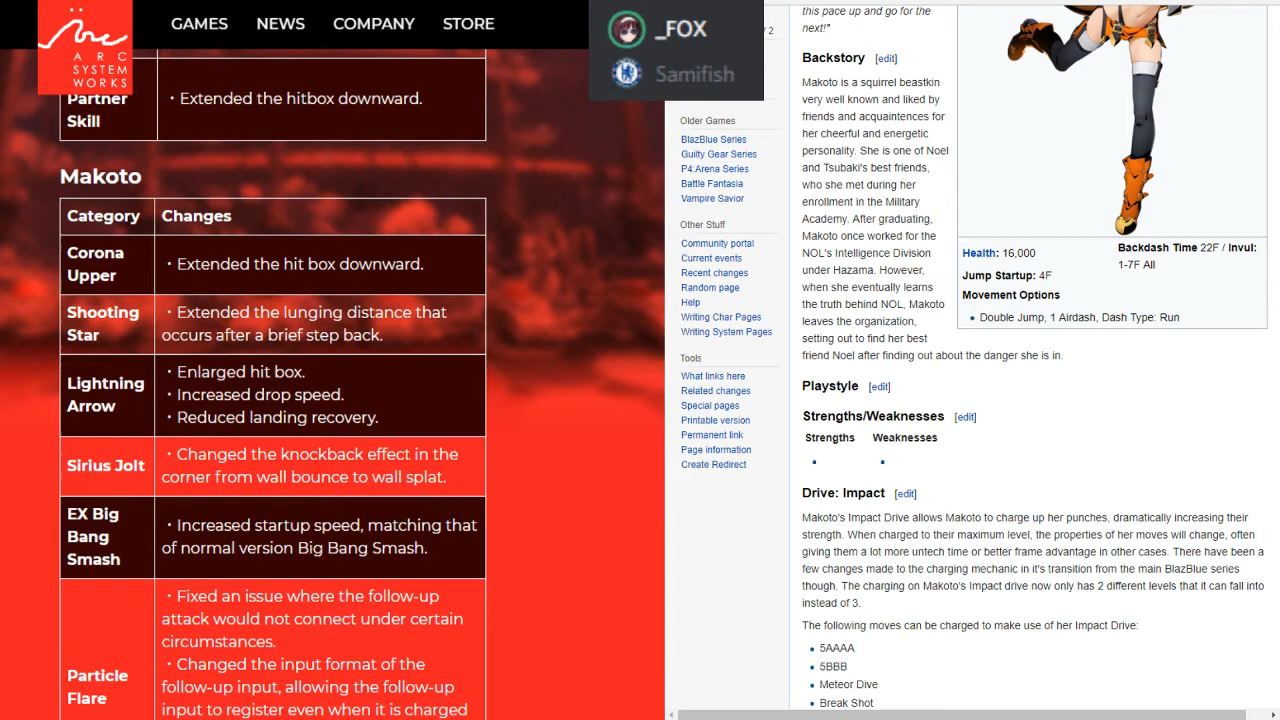 ARC
SYSTEM
WORKS
GAMES
NEWS
COMPANY
STORE
_FOX
Samifish
Partner
Skill
・Extended the hitbox downward.
Makoto
Category
Changes
Corona
Upper
・Extended the hit box downward.
Shooting
Star
・Extended the lunging distance that
occurs after a brief step back.
Lightning
Arrow
・Enlarged hit box.
・Increased drop speed.
・Reduced landing recovery.
Sirius Jolt
・Changed the knockback effect in the
corner from wall bounce to wall splat.
EX Big
Bang
Smash
・Increased startup speed, matching that
of normal version Big Bang Smash.
Particle
Flare
・Fixed an issue where the follow-up
attack would not connect under certain
circumstances.
・Changed the input format of the
follow-up input, allowing the follow-up
input to register even when it is charged
/ 2
Older Games
BlazBlue Series
Guilty Gear Series
P4:Arena Series
Battle Fantasia
Vampire Savior
Other Stuff
Community portal
Current events
Recent changes
Random page
Help
Writing Char Pages
Writing System Pages
Tools
What links here
Related changes
Special pages
Printable version
Permanent link
Page information
Create Redirect
this pace up and go for the
next!"
Backstory [edit]
Makoto is a squirrel beastkin
very well known and liked by
friends and acquaintences for
her cheerful and energetic
personality. She is one of Noel
and Tsubaki's best friends,
who she met during her
enrollment in the Military
Academy. After graduating,
Makoto once worked for the
NOL's Intelligence Division
under Hazama. However,
when she eventually learns
the truth behind NOL, Makoto
leaves the organization,
setting out to find her best
friend Noel after finding out about the danger she is in.
Health: 16,000
Jump Startup: 4F
Backdash Time 22F / Invul:
1-7F All
Movement Options
Double Jump, 1 Airdash, Dash Type: Run
Playstyle [edit]
Strengths/Weaknesses [edit]
Strengths
Weaknesses
Drive: Impact [edit]
Makoto's Impact Drive allows Makoto to charge up her punches, dramatically increasing their
strength. When charged to their maximum level, the properties of her moves will change, often
giving them a lot more untech time or better frame advantage in other cases. There have been a
few changes made to the charging mechanic in it's transition from the main BlazBlue series
though. The charging on Makoto's Impact drive now only has 2 different levels that it can fall into
instead of 3.
The following moves can be charged to make use of her Impact Drive:
5AAAA
5BBB
Meteor Dive
Break Shot